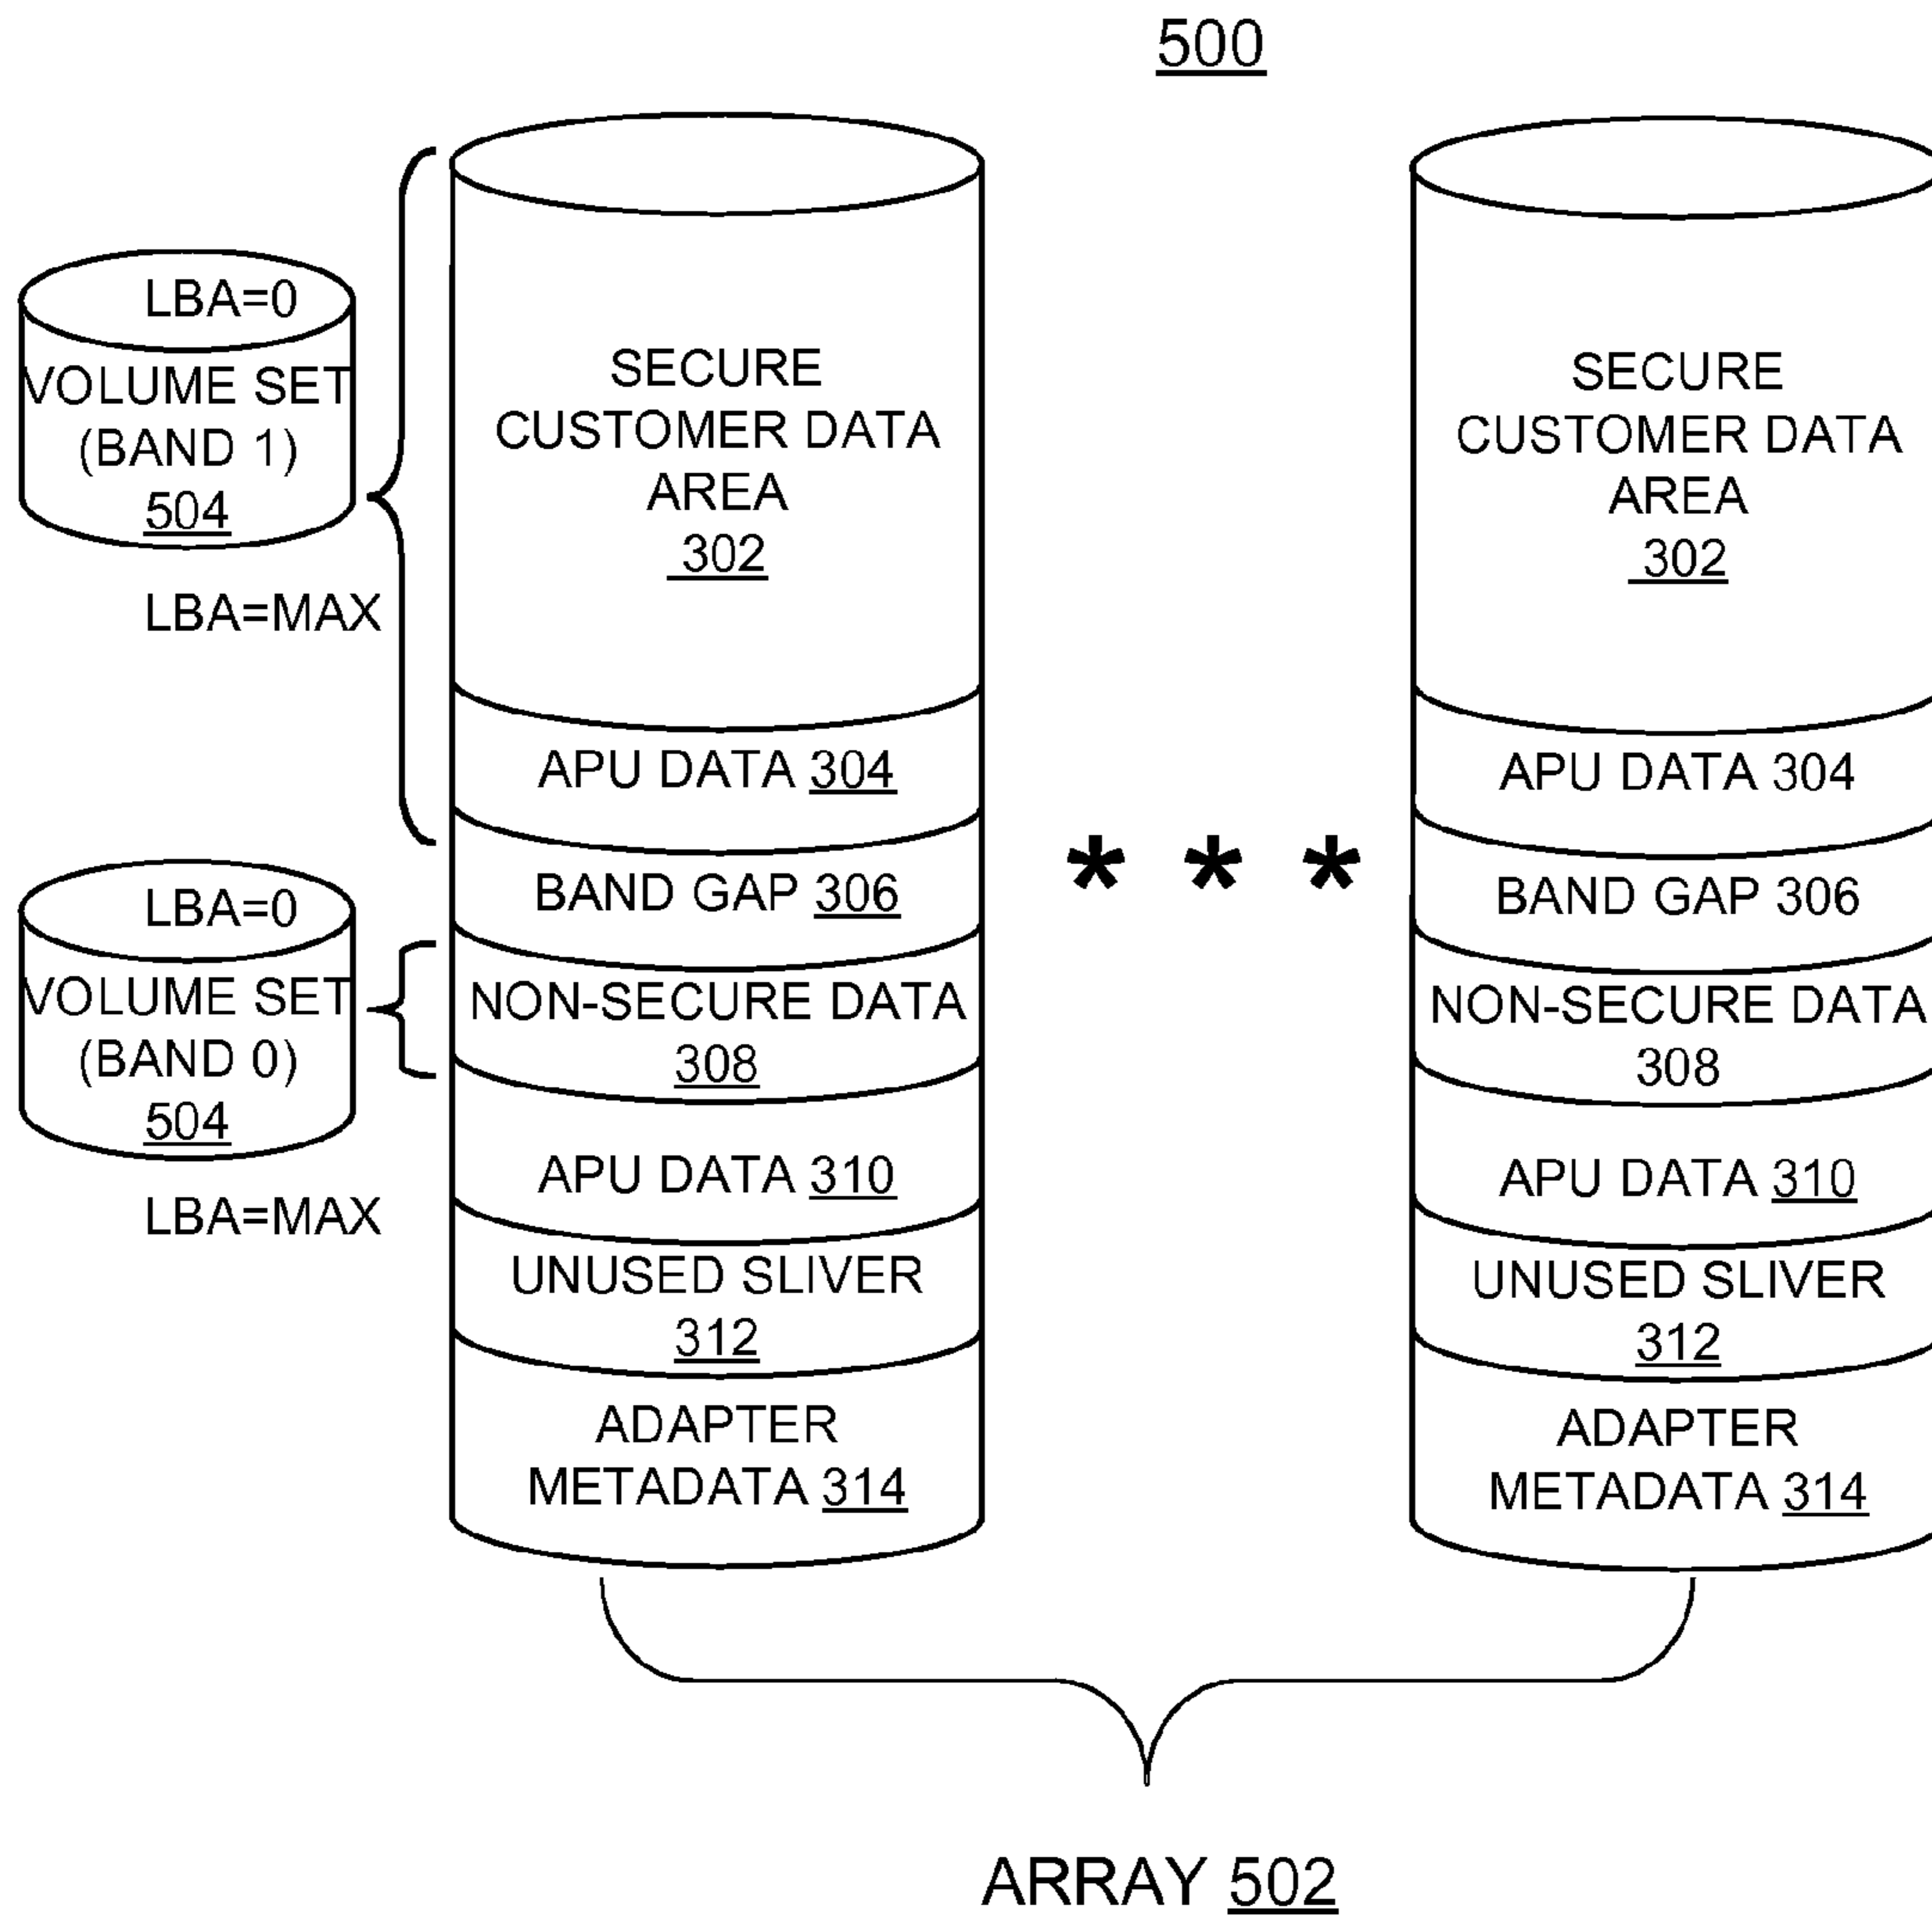 500
LBA=0
VOLUME SET
(BAND 1)
504
LBA=MAX
LBA=0
VOLUME SET
(BAND 0)
504
LBA=MAX
SECURE
CUSTOMER DATA
AREA
302
APU DATA 304
BAND GAP 306
NON-SECURE DATA
308
APU DATA 310
UNUSED SLIVER
312
ADAPTER
METADATA 314
* * *
SECURE
CUSTOMER DATA
AREA
302
APU DATA 304
BAND GAP 306
NON-SECURE DATA
308
APU DATA 310
UNUSED SLIVER
312
ADAPTER
METADATA 314
ARRAY 502